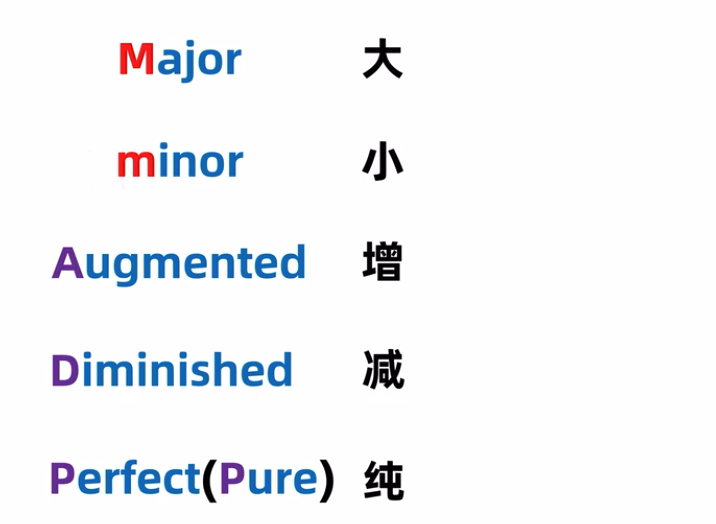 Major 大
minor 小
Augmented 增
Diminished 减
Perfect(Pure) 纯